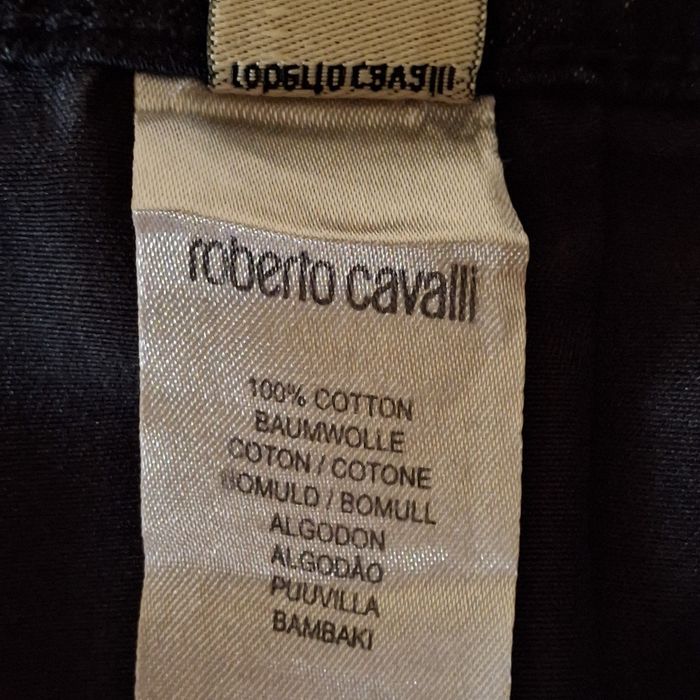 roberto cavalli
roberto cavalli
100% COTTON
BAUMWOLLE
COTON / COTONE
BOMULD / BOMULL
ALGODON
ALGODÃO
PUUVILLA
BAMBAKI